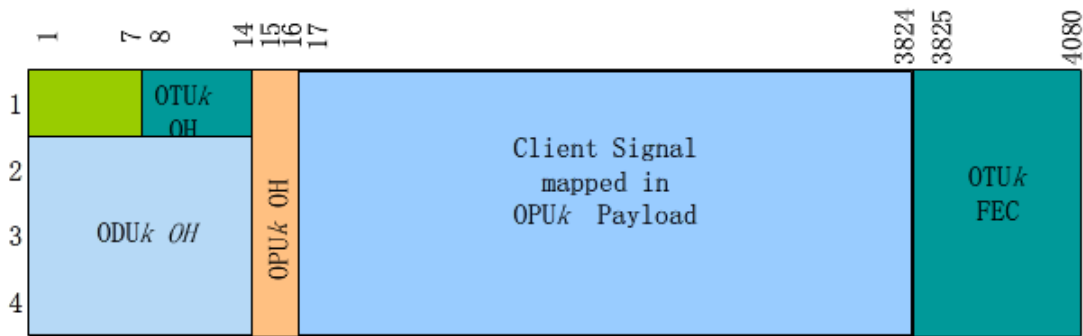 1
7
8
14
15
16
17
3824
3825
4080
1
2
3
4
OTUk
OH
ODUk OH
OPUk OH
Client Signal
mapped in
OPUk Payload
OTUk
FEC